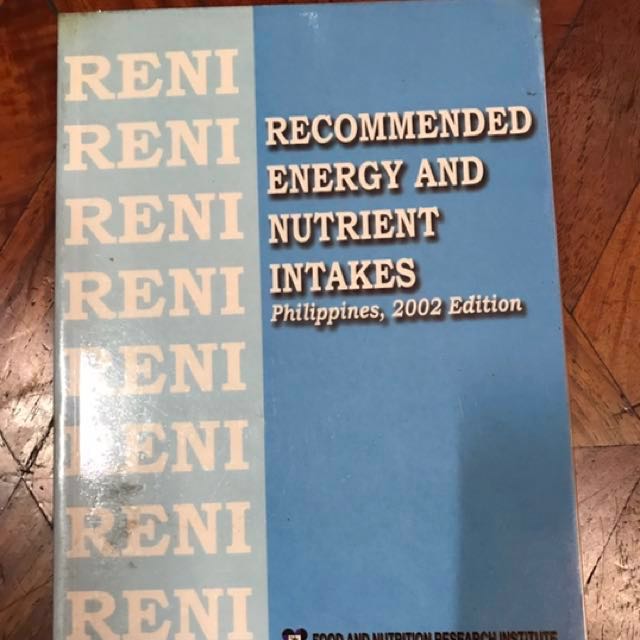 RENI
RENI
RENI
RENI
RENI
RENI
RENI
RENI
RECOMMENDED
ENERGY AND
NUTRIENT
INTAKES
Philippines, 2002 Edition
FOOD AND NUTRITION RESEARCH INSTITUTE